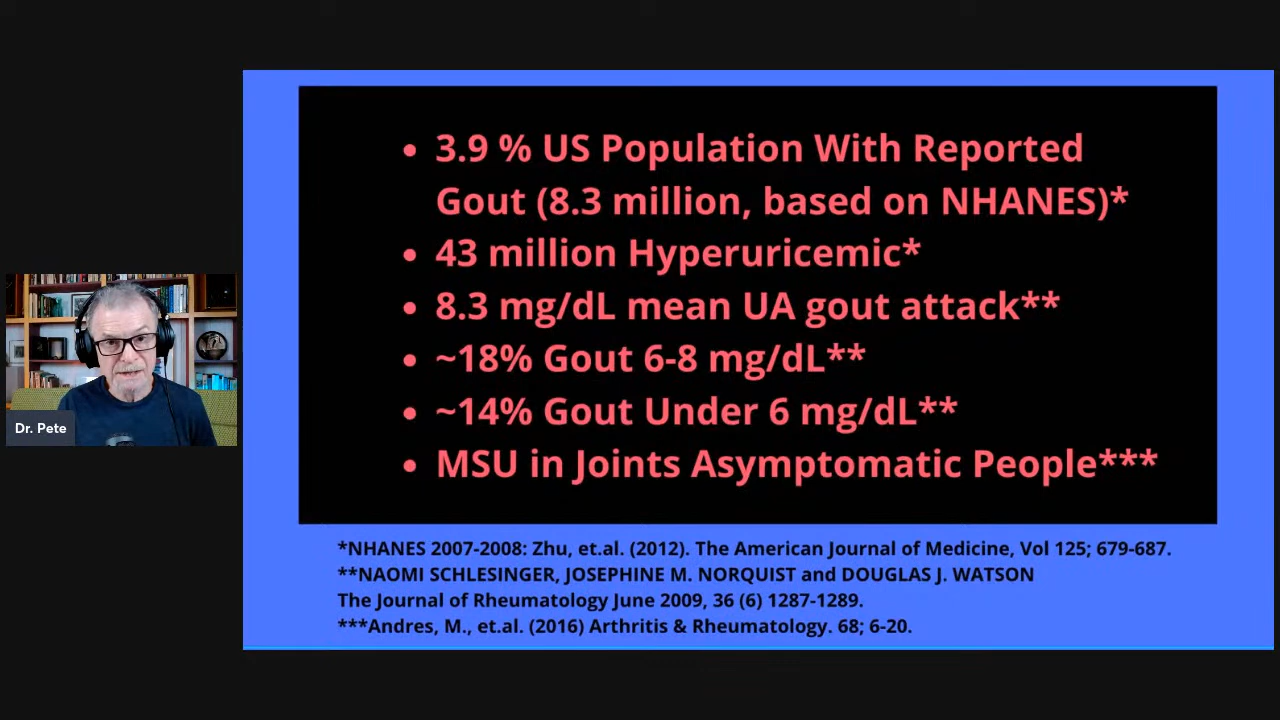 • 3.9 % US Population With Reported
Gout (8.3 million, based on NHANES)*
• 43 million Hyperuricemic*
• 8.3 mg/dL mean UA gout attack**
• ~18% Gout 6-8 mg/dL**
• ~14% Gout Under 6 mg/dL**
• MSU in Joints Asymptomatic People***
Dr. Pete
*NHANES 2007-2008: Zhu, et.al. (2012). The American Journal of Medicine, Vol 125; 679-687.
**NAOMI SCHLESINGER, JOSEPHINE M. NORQUIST and DOUGLAS J. WATSON
The Journal of Rheumatology June 2009, 36 (6) 1287-1289.
***Andres, M., et.al. (2016) Arthritis & Rheumatology. 68; 6-20.